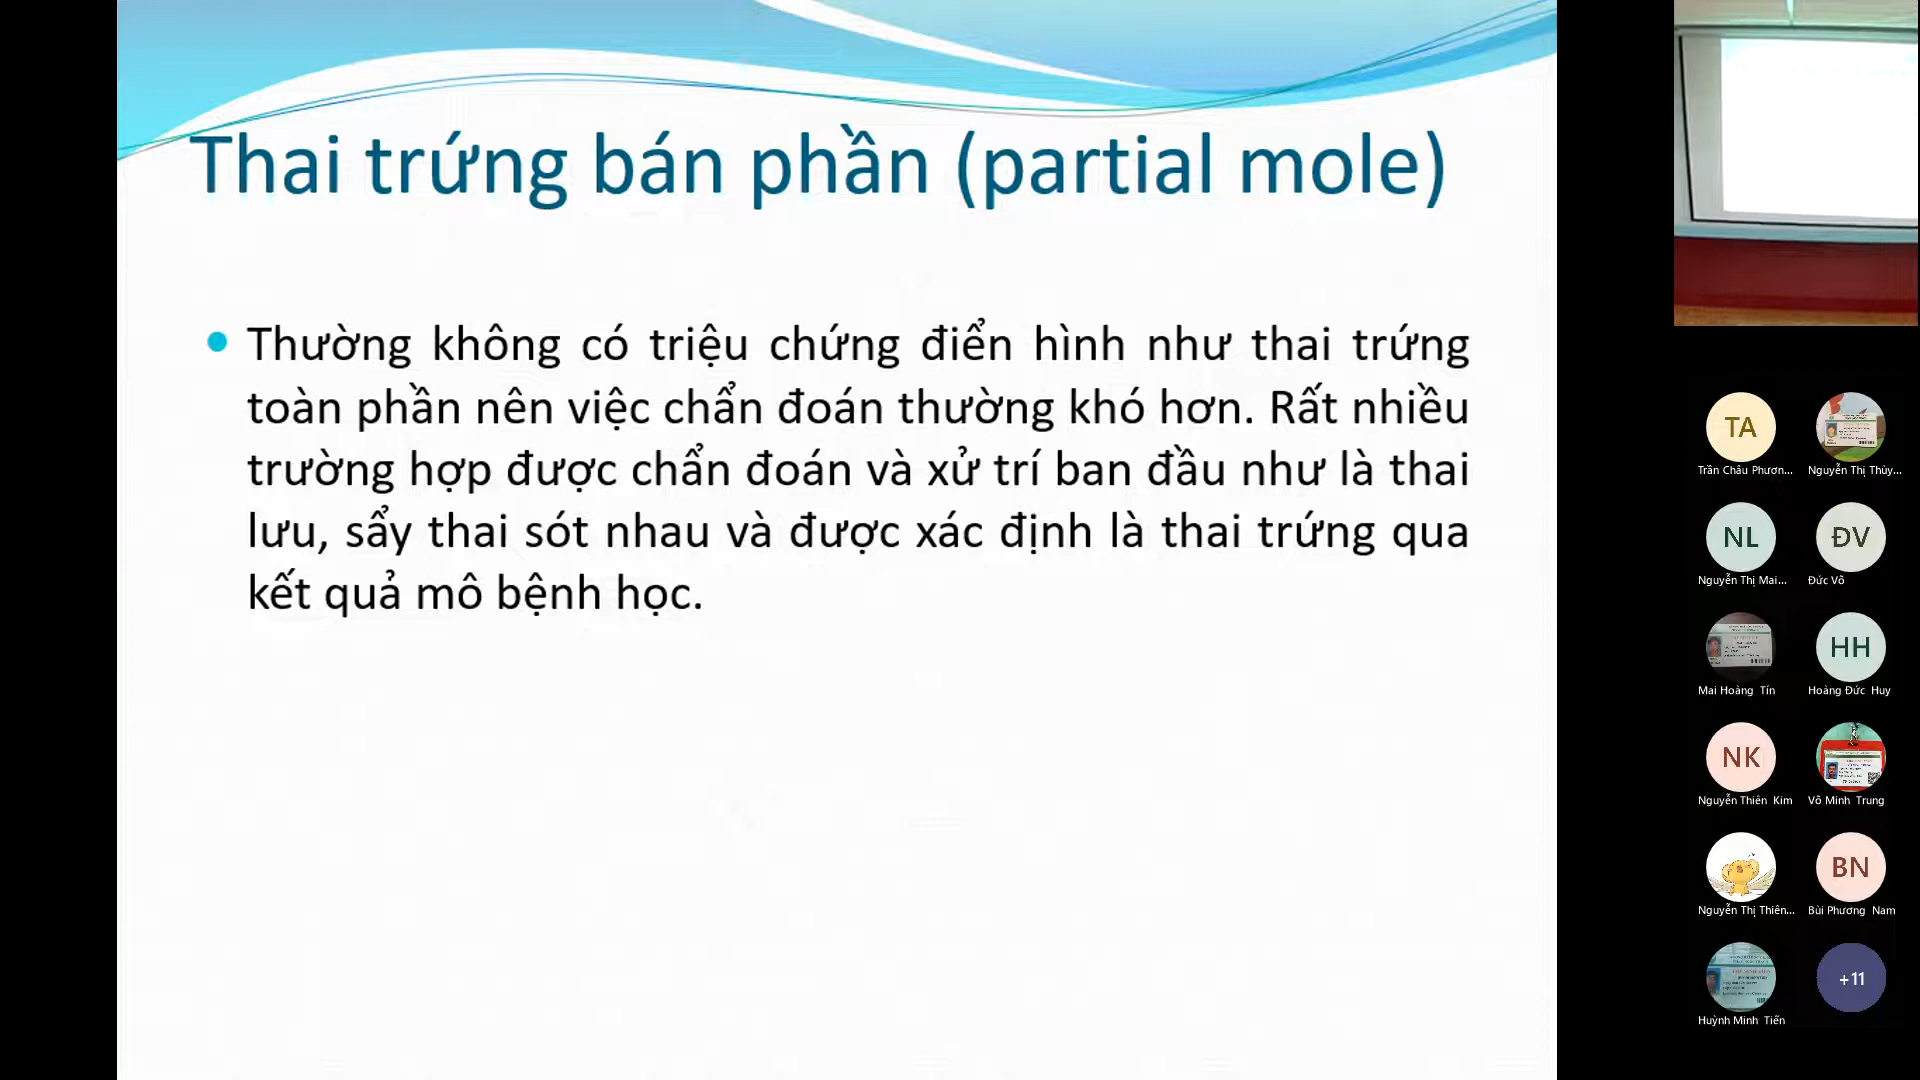 Thai trứng bán phần (partial mole)
Thường không có triệu chứng điển hình như thai trứng
toàn phần nên việc chẩn đoán thường khó hơn. Rất nhiều
trường hợp được chẩn đoán và xử trí ban đầu như là thai
lưu, sẩy thai sót nhau và được xác định là thai trứng qua
kết quả mô bệnh học.
TA
Trần Châu Phươn...
Nguyễn Thị Thùy...
NL
Nguyễn Thị Mai...
ĐV
Đức Võ
Mai Hoàng Tín
HH
Hoàng Đức Huy
NK
Nguyễn Thiên Kim
Võ Minh Trung
Nguyễn Thị Thiên...
BN
Bùi Phương Nam
Huỳnh Minh Tiến
+11